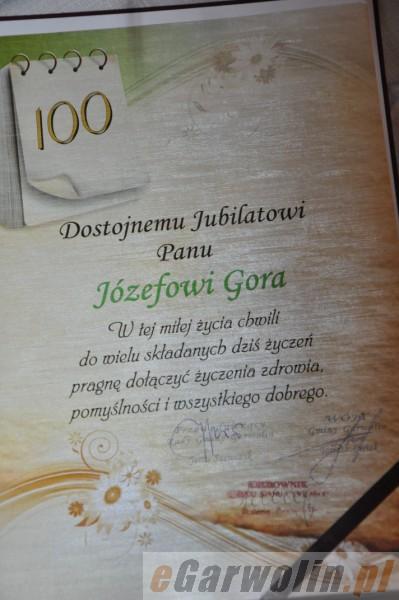 100
Dostojnemu Jubilatowi
Panu
Józefowi Gora
W tej miłej życia chwili
do wielu składanych dziś życzeń
pragnę dołączyć życzenia zdrowia,
pomyślności i wszystkiego dobrego.
WÓJT
KIEROWNIK
eGarwolin.pl